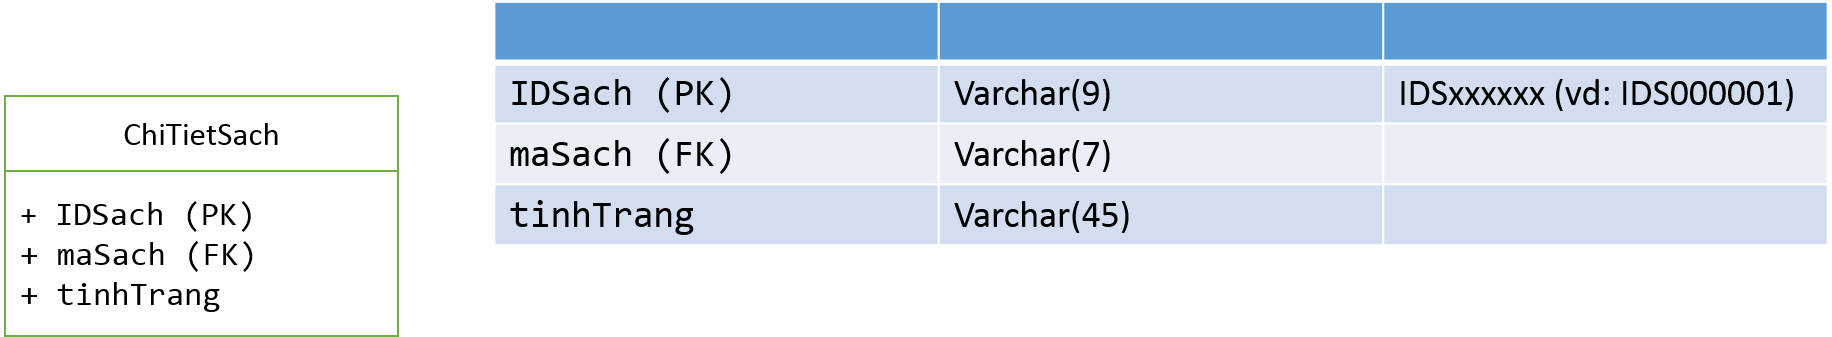 ChiTietSach
+ IDSach (PK)
+ maSach (FK)
+ tinhTrang
IDSach (PK) Varchar(9) IDSxxxxxx (vd: IDS000001)
maSach (FK) Varchar(7)
tinhTrang Varchar(45)